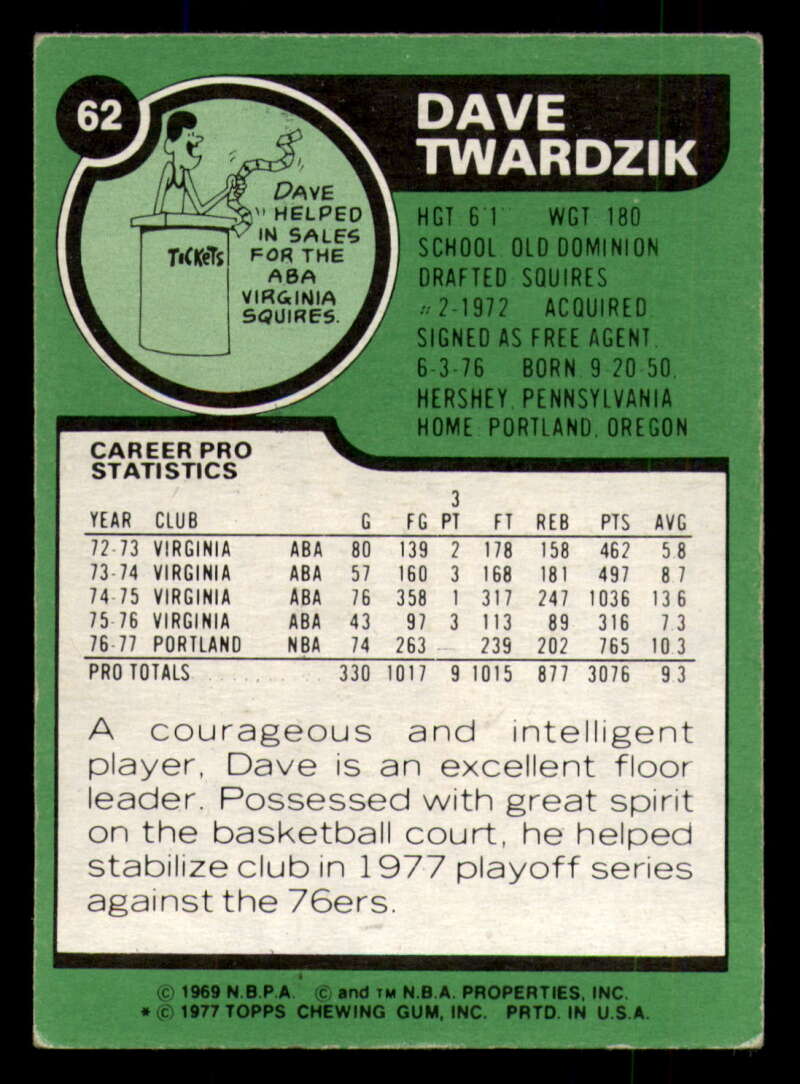 62
DAVE
TWARDZIK
TICKETS
DAVE
HELPED
IN SALES
FOR THE
ABA
VIRGINIA
SQUIRES.
HGT 6'1" WGT 180
SCHOOL OLD DOMINION
DRAFTED SQUIRES
#2-1972 ACQUIRED
SIGNED AS FREE AGENT.
6-3-76 BORN 9-20-50,
HERSHEY, PENNSYLVANIA
HOME PORTLAND, OREGON
CAREER PRO
STATISTICS
3
YEAR CLUB G FG PT FT REB PTS AVG
72-73 VIRGINIA ABA 80 139 2 178 158 462 5.8
73-74 VIRGINIA ABA 57 160 3 168 181 497 8.7
74-75 VIRGINIA ABA 76 358 1 317 247 1036 13.6
75-76 VIRGINIA ABA 43 97 3 113 89 316 7.3
76-77 PORTLAND NBA 74 263 — 239 202 765 10.3
PRO TOTALS 330 1017 9 1015 877 3076 9.3
A courageous and intelligent
player, Dave is an excellent floor
leader. Possessed with great spirit
on the basketball court, he helped
stabilize club in 1977 playoff series
against the 76ers.
© 1969 N.B.P.A. © and TM N.B.A. PROPERTIES, INC.
* © 1977 TOPPS CHEWING GUM, INC. PRTD. IN U.S.A.